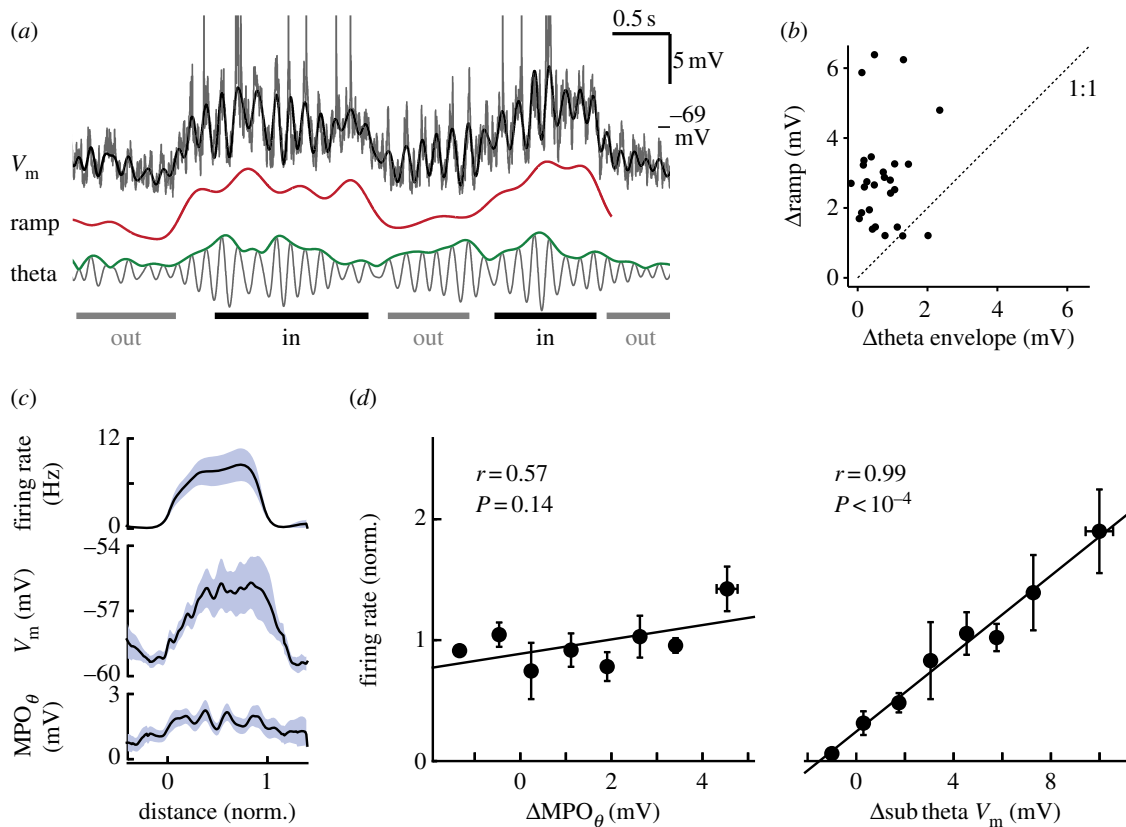 (a)
0.5 s
5 mV
–69
mV
Vm
ramp
theta
out
in
out
in
out
(b)
6
4
2
0
Δramp (mV)
1:1
0
2
4
6
Δtheta envelope (mV)
(c)
12
0
firing rate
(Hz)
–54
–57
–60
Vm (mV)
3
0
MPOθ
(mV)
0
1
distance (norm.)
(d)
2
1
0
firing rate (norm.)
r = 0.57
P = 0.14
0
2
4
ΔMPOθ (mV)
r = 0.99
P < 10–4
0
4
8
Δsub theta Vm (mV)